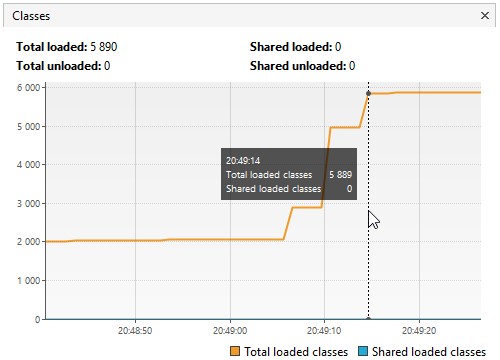 Classes
Total loaded: 5 890 Shared loaded: 0
Total unloaded: 0 Shared unloaded: 0
6 000
5 000
4 000
3 000
2 000
1 000
0
20:49:14
Total loaded classes 5 889
Shared loaded classes 0
20:48:50 20:49:00 20:49:10 20:49:20
Total loaded classes Shared loaded classes